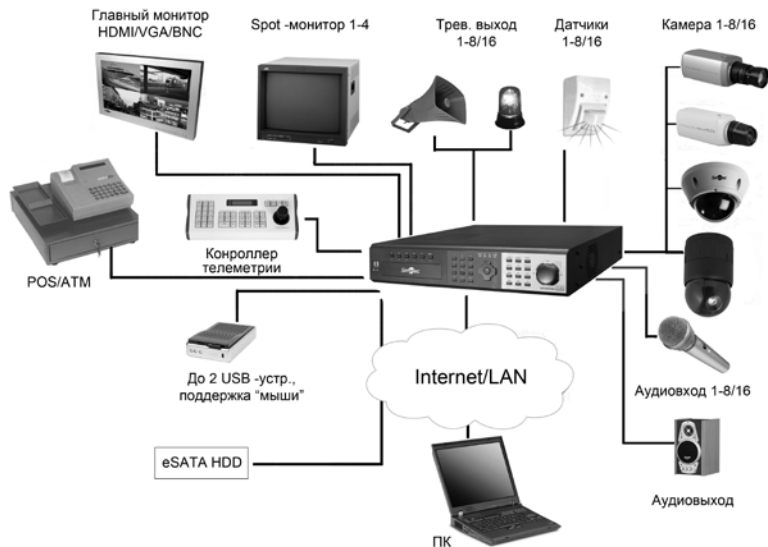 Главный монитор
HDMI/VGA/BNC
Spot -монитор 1-4
Трев. выход
1-8/16
Датчики
1-8/16
Камера 1-8/16
POS/ATM
Конроллер
телеметрии
До 2 USB -устр.,
поддержка “мыши”
Internet/LAN
Аудиовход 1-8/16
eSATA HDD
Аудиовыход
ПК